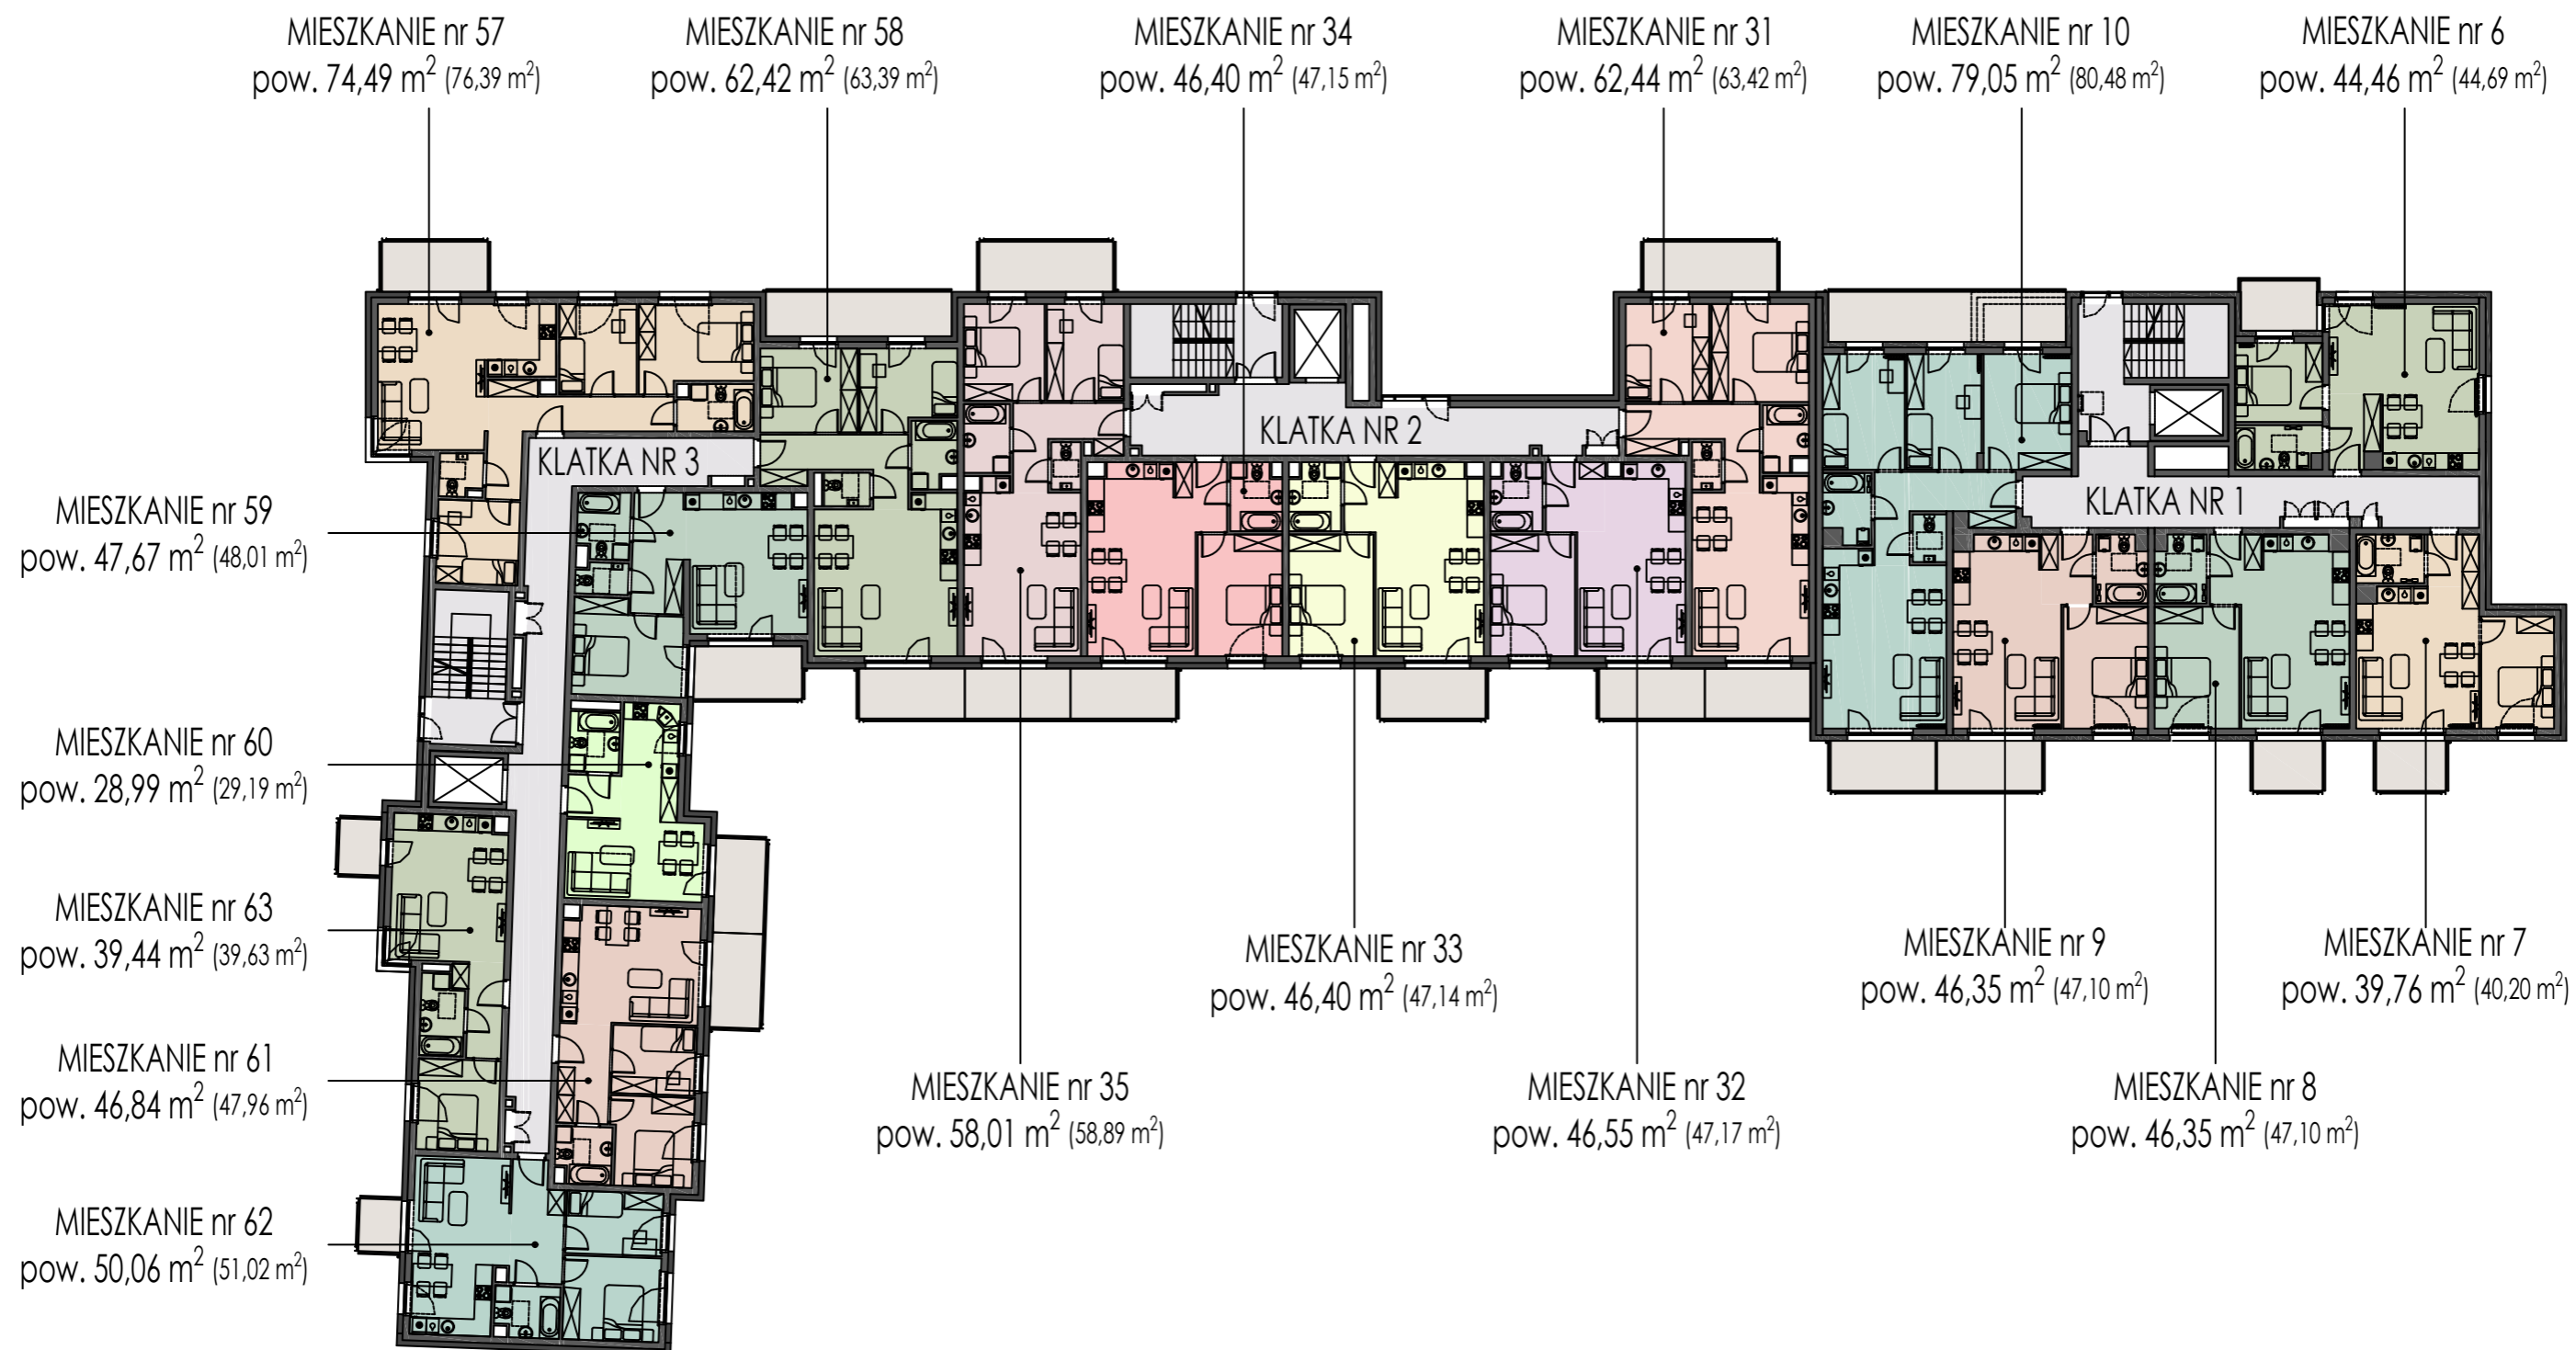 MIESZKANIE nr 57
pow. 74,49 m² (76,39 m²)
MIESZKANIE nr 58
pow. 62,42 m² (63,39 m²)
MIESZKANIE nr 34
pow. 46,40 m² (47,15 m²)
MIESZKANIE nr 31
pow. 62,44 m² (63,42 m²)
MIESZKANIE nr 10
pow. 79,05 m² (80,48 m²)
MIESZKANIE nr 6
pow. 44,46 m² (44,69 m²)
KLATKA NR 3
KLATKA NR 2
KLATKA NR 1
MIESZKANIE nr 59
pow. 47,67 m² (48,01 m²)
MIESZKANIE nr 60
pow. 28,99 m² (29,19 m²)
MIESZKANIE nr 63
pow. 39,44 m² (39,63 m²)
MIESZKANIE nr 61
pow. 46,84 m² (47,96 m²)
MIESZKANIE nr 62
pow. 50,06 m² (51,02 m²)
MIESZKANIE nr 35
pow. 58,01 m² (58,89 m²)
MIESZKANIE nr 33
pow. 46,40 m² (47,14 m²)
MIESZKANIE nr 32
pow. 46,55 m² (47,17 m²)
MIESZKANIE nr 9
pow. 46,35 m² (47,10 m²)
MIESZKANIE nr 8
pow. 46,35 m² (47,10 m²)
MIESZKANIE nr 7
pow. 39,76 m² (40,20 m²)